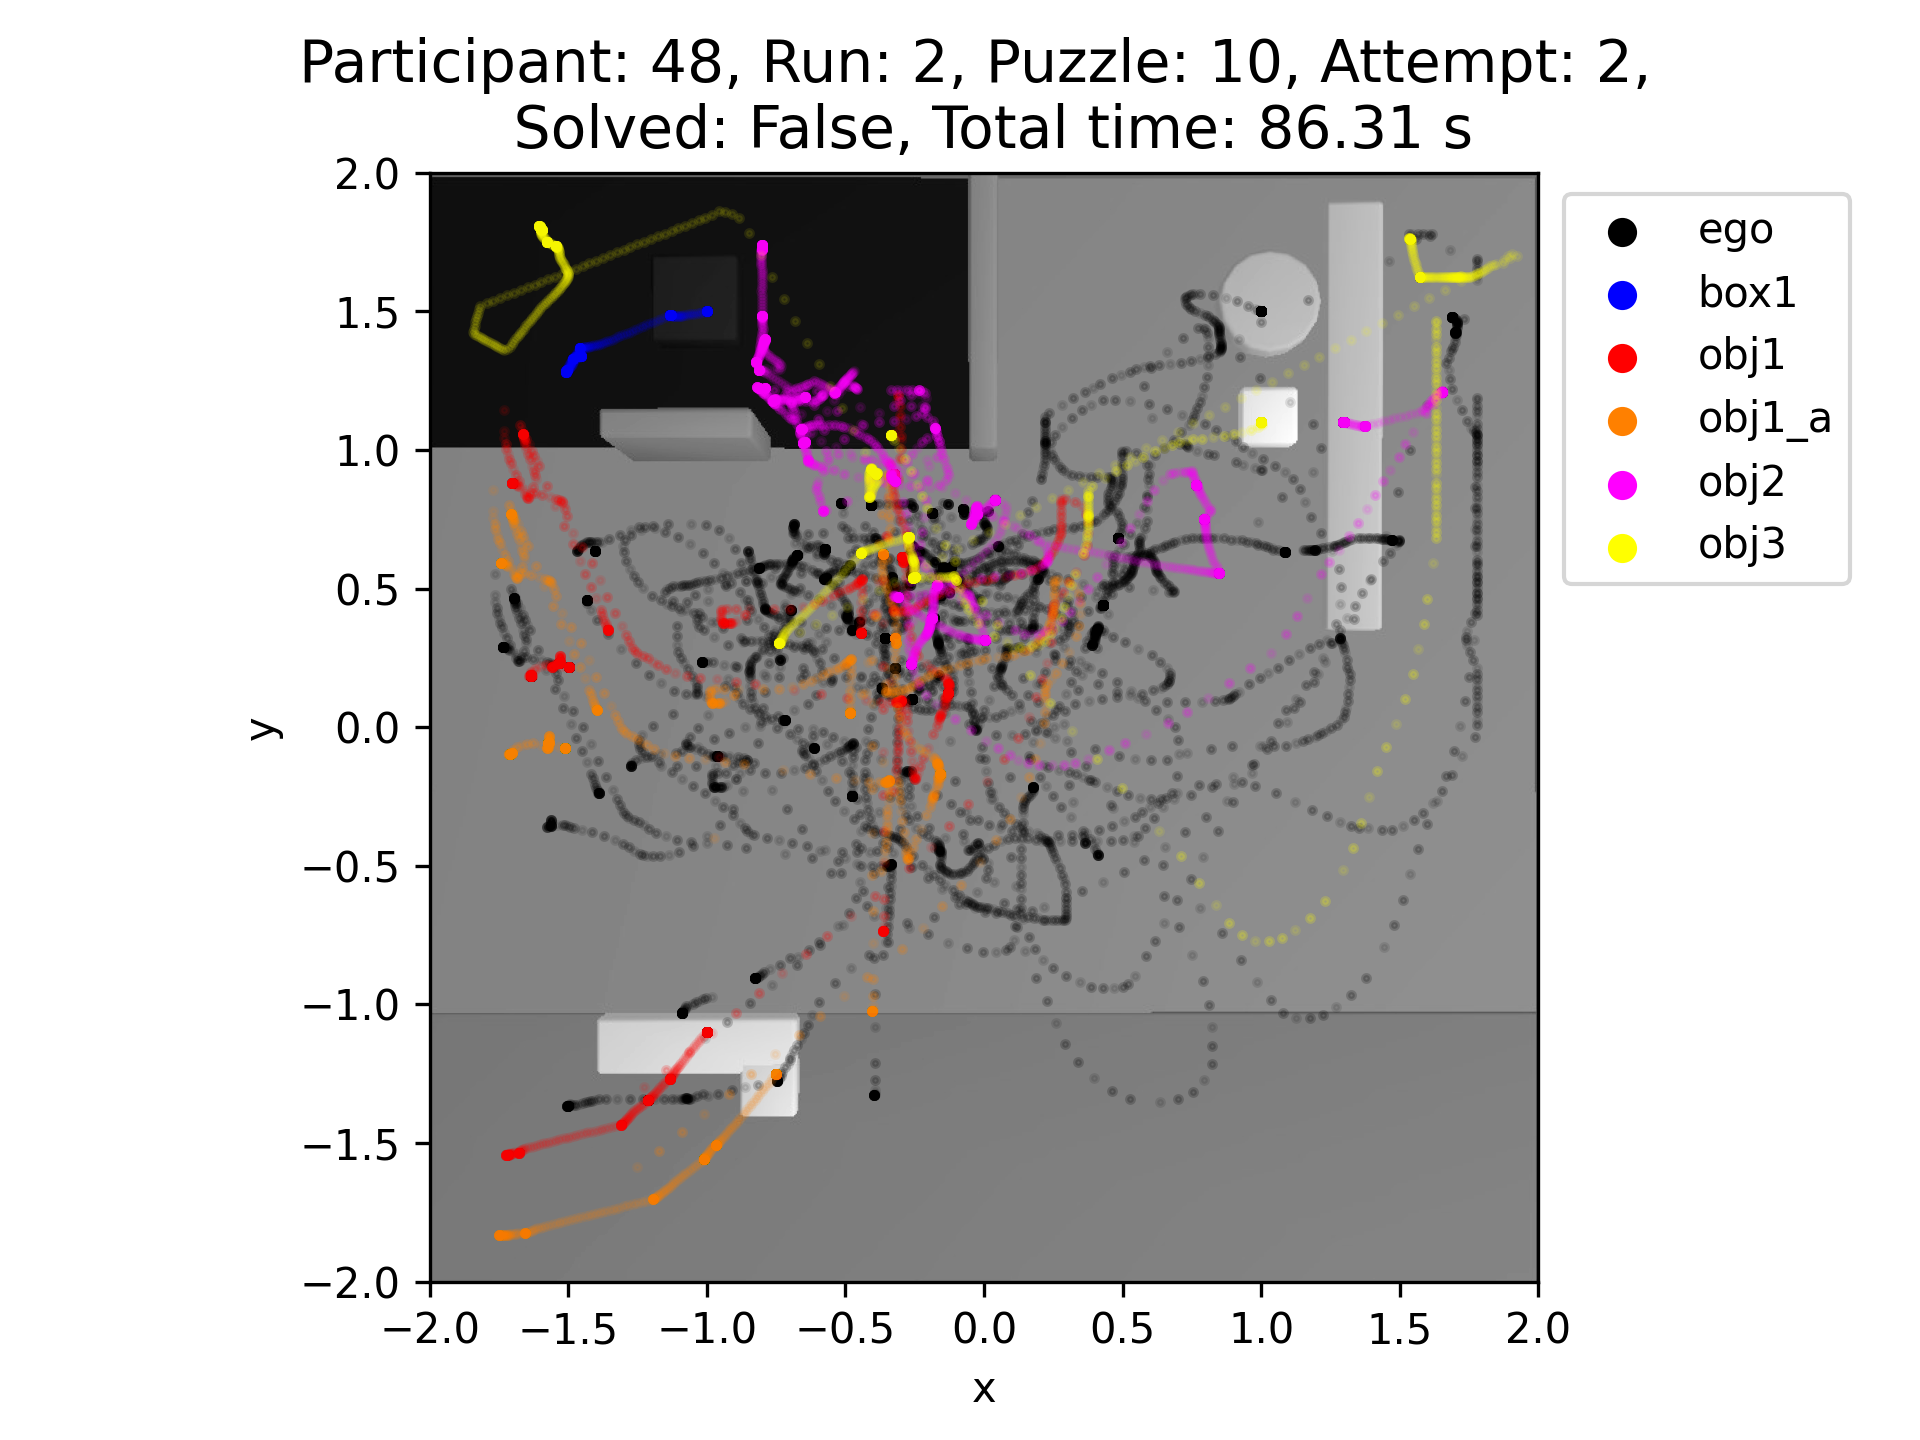 Participant: 48, Run: 2, Puzzle: 10, Attempt: 2,
Solved: False, Total time: 86.31 s
2.0
1.5
1.0
0.5
0.0
−0.5
−1.0
−1.5
−2.0
y
−2.0 −1.5 −1.0 −0.5 0.0 0.5 1.0 1.5 2.0
x
ego
box1
obj1
obj1_a
obj2
obj3